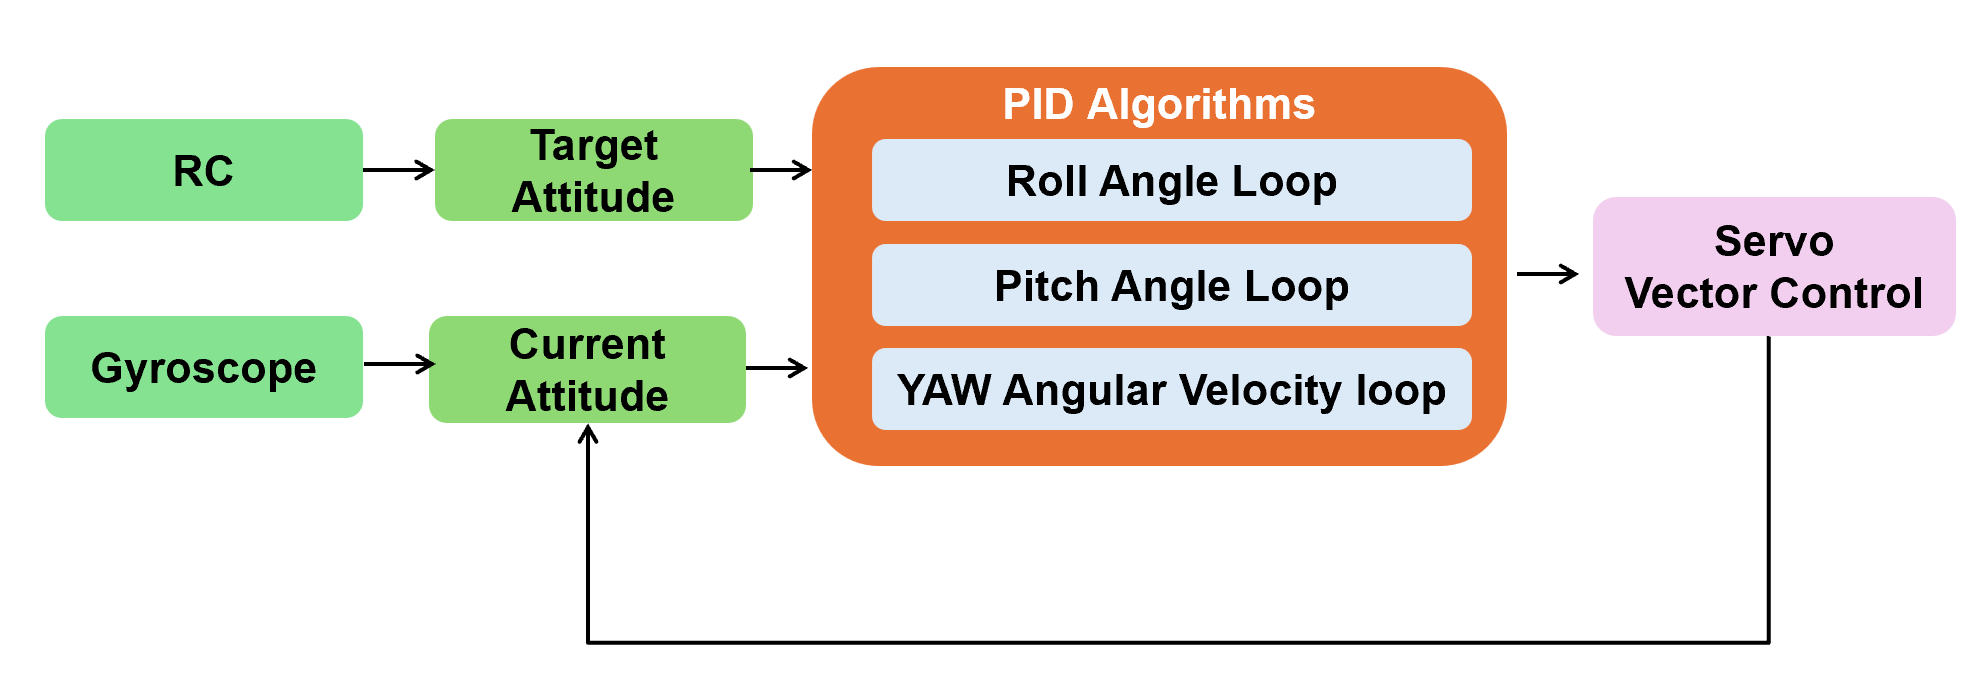 RC
Target
Attitude
PID Algorithms
Roll Angle Loop
Pitch Angle Loop
YAW Angular Velocity loop
Servo
Vector Control
Gyroscope
Current
Attitude